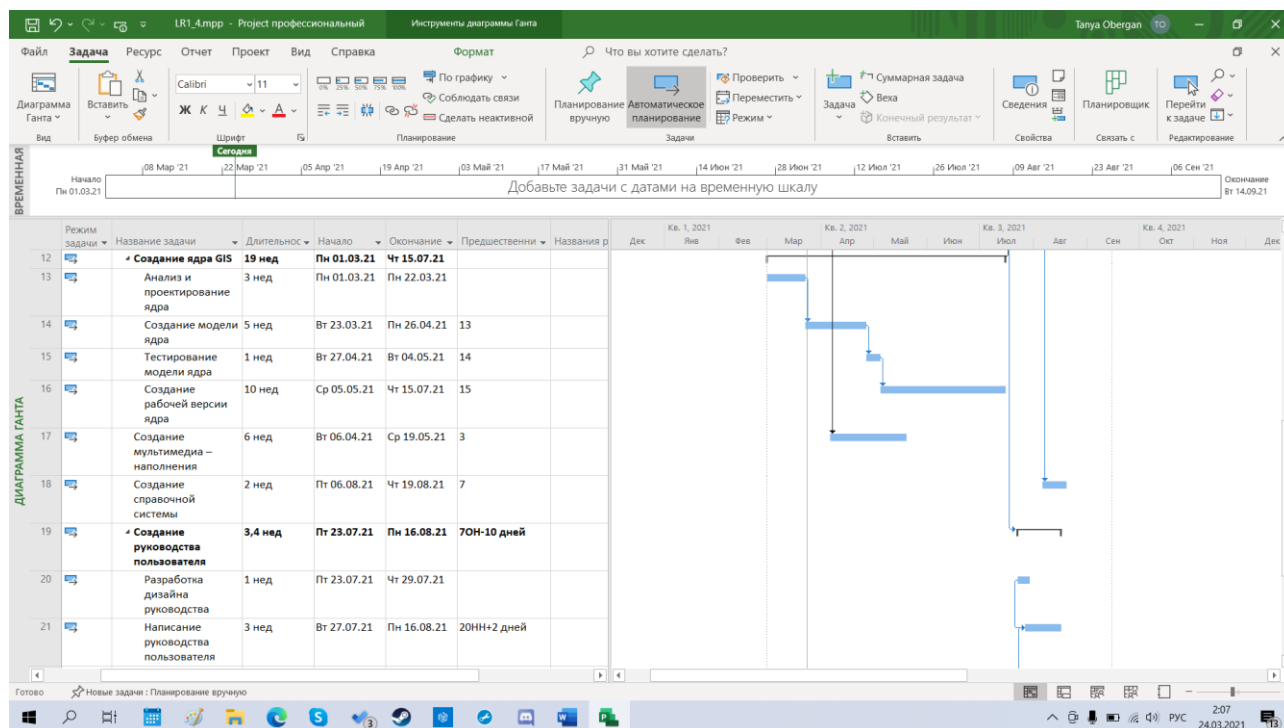 LR1_4.mpp - Project профессиональный
Инструменты диаграммы Ганта
Tanya Obergan
TO
Файл Задача Ресурс Отчет Проект Вид Справка Формат Что вы хотите сделать?
Диаграмма Ганта
Вид
Вставить
Буфер обмена
Calibri 11
Ж К Ч
Шрифт
0% 25% 50% 75% 100%
По графику
Соблюдать связи
Сделать неактивной
Планирование
Планирование вручную
Автоматическое планирование
Проверить
Переместить
Режим
Задачи
Задача
Суммарная задача
Веха
Конечный результат
Вставить
Сведения
Свойства
Планировщик
Связать с
Перейти к задаче
Редактирование
ВРЕМЕННАЯ
Сегодня
08 Мар '21 22 Мар '21 05 Апр '21 19 Апр '21 03 Май '21 17 Май '21 31 Май '21 14 Июн '21 28 Июн '21 12 Июл '21 26 Июл '21 09 Авг '21 23 Авг '21 06 Сен '21
Начало
Пн 01.03.21
Добавьте задачи с датами на временную шкалу
Окончание
Вт 14.09.21
ДИАГРАММА ГАНТА
Режим задачи Название задачи Длительнос Начало Окончание Предшественни Названия р
Кв. 1, 2021 Кв. 2, 2021 Кв. 3, 2021 Кв. 4, 2021
Дек Янв Фев Мар Апр Май Июн Июл Авг Сен Окт Ноя Дек
12 Создание ядра GIS 19 нед Пн 01.03.21 Чт 15.07.21
13 Анализ и 3 нед Пн 01.03.21 Пн 22.03.21
проектирование
ядра
14 Создание модели 5 нед Вт 23.03.21 Пн 26.04.21 13
ядра
15 Тестирование 1 нед Вт 27.04.21 Вт 04.05.21 14
модели ядра
16 Создание 10 нед Ср 05.05.21 Чт 15.07.21 15
рабочей версии
ядра
17 Создание 6 нед Вт 06.04.21 Ср 19.05.21 3
мультимедиа –
наполнения
18 Создание 2 нед Пт 06.08.21 Чт 19.08.21 7
справочной
системы
19 Создание 3,4 нед Пт 23.07.21 Пн 16.08.21 7ОН-10 дней
руководства
пользователя
20 Разработка 1 нед Пт 23.07.21 Чт 29.07.21
дизайна
руководства
21 Написание 3 нед Вт 27.07.21 Пн 16.08.21 20НН+2 дней
руководства
пользователя
Готово Новые задачи : Планирование вручную
РУС
2:07
24.03.2021